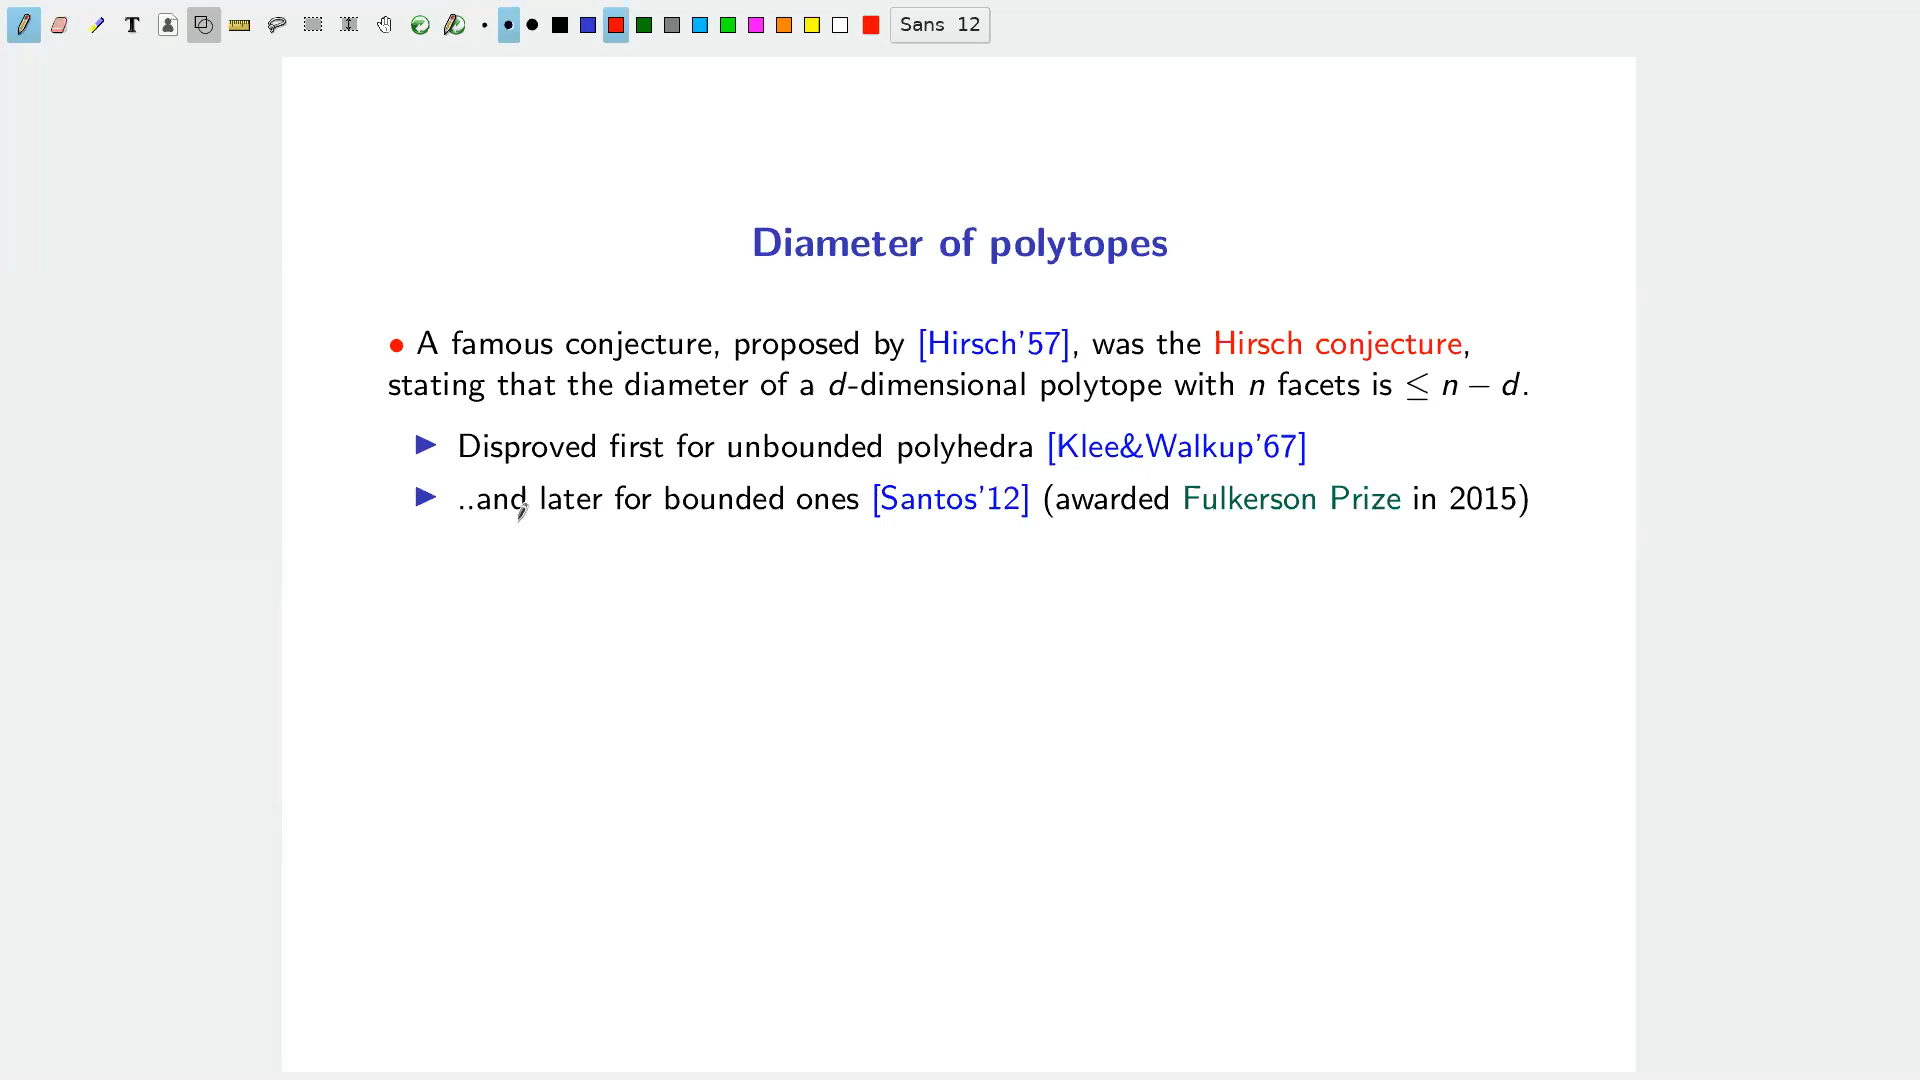 T
Sans 12
Diameter of polytopes
• A famous conjecture, proposed by [Hirsch'57], was the Hirsch conjecture,
stating that the diameter of a d-dimensional polytope with n facets is ≤ n − d.
▶ Disproved first for unbounded polyhedra [Klee&Walkup'67]
▶ ..and later for bounded ones [Santos'12] (awarded Fulkerson Prize in 2015)